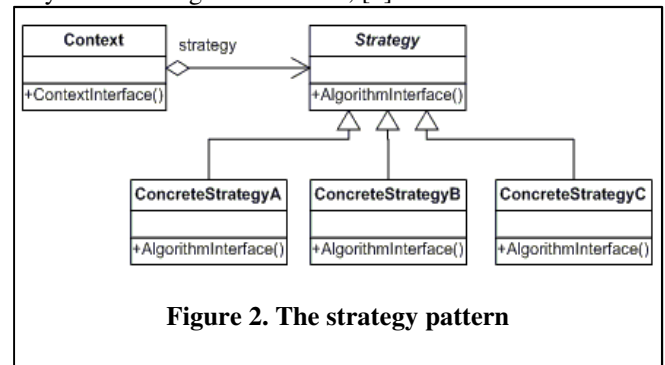 Context
strategy
Strategy
+ContextInterface()
+AlgorithmInterface()
ConcreteStrategyA
ConcreteStrategyB
ConcreteStrategyC
+AlgorithmInterface()
+AlgorithmInterface()
+AlgorithmInterface()
Figure 2. The strategy pattern